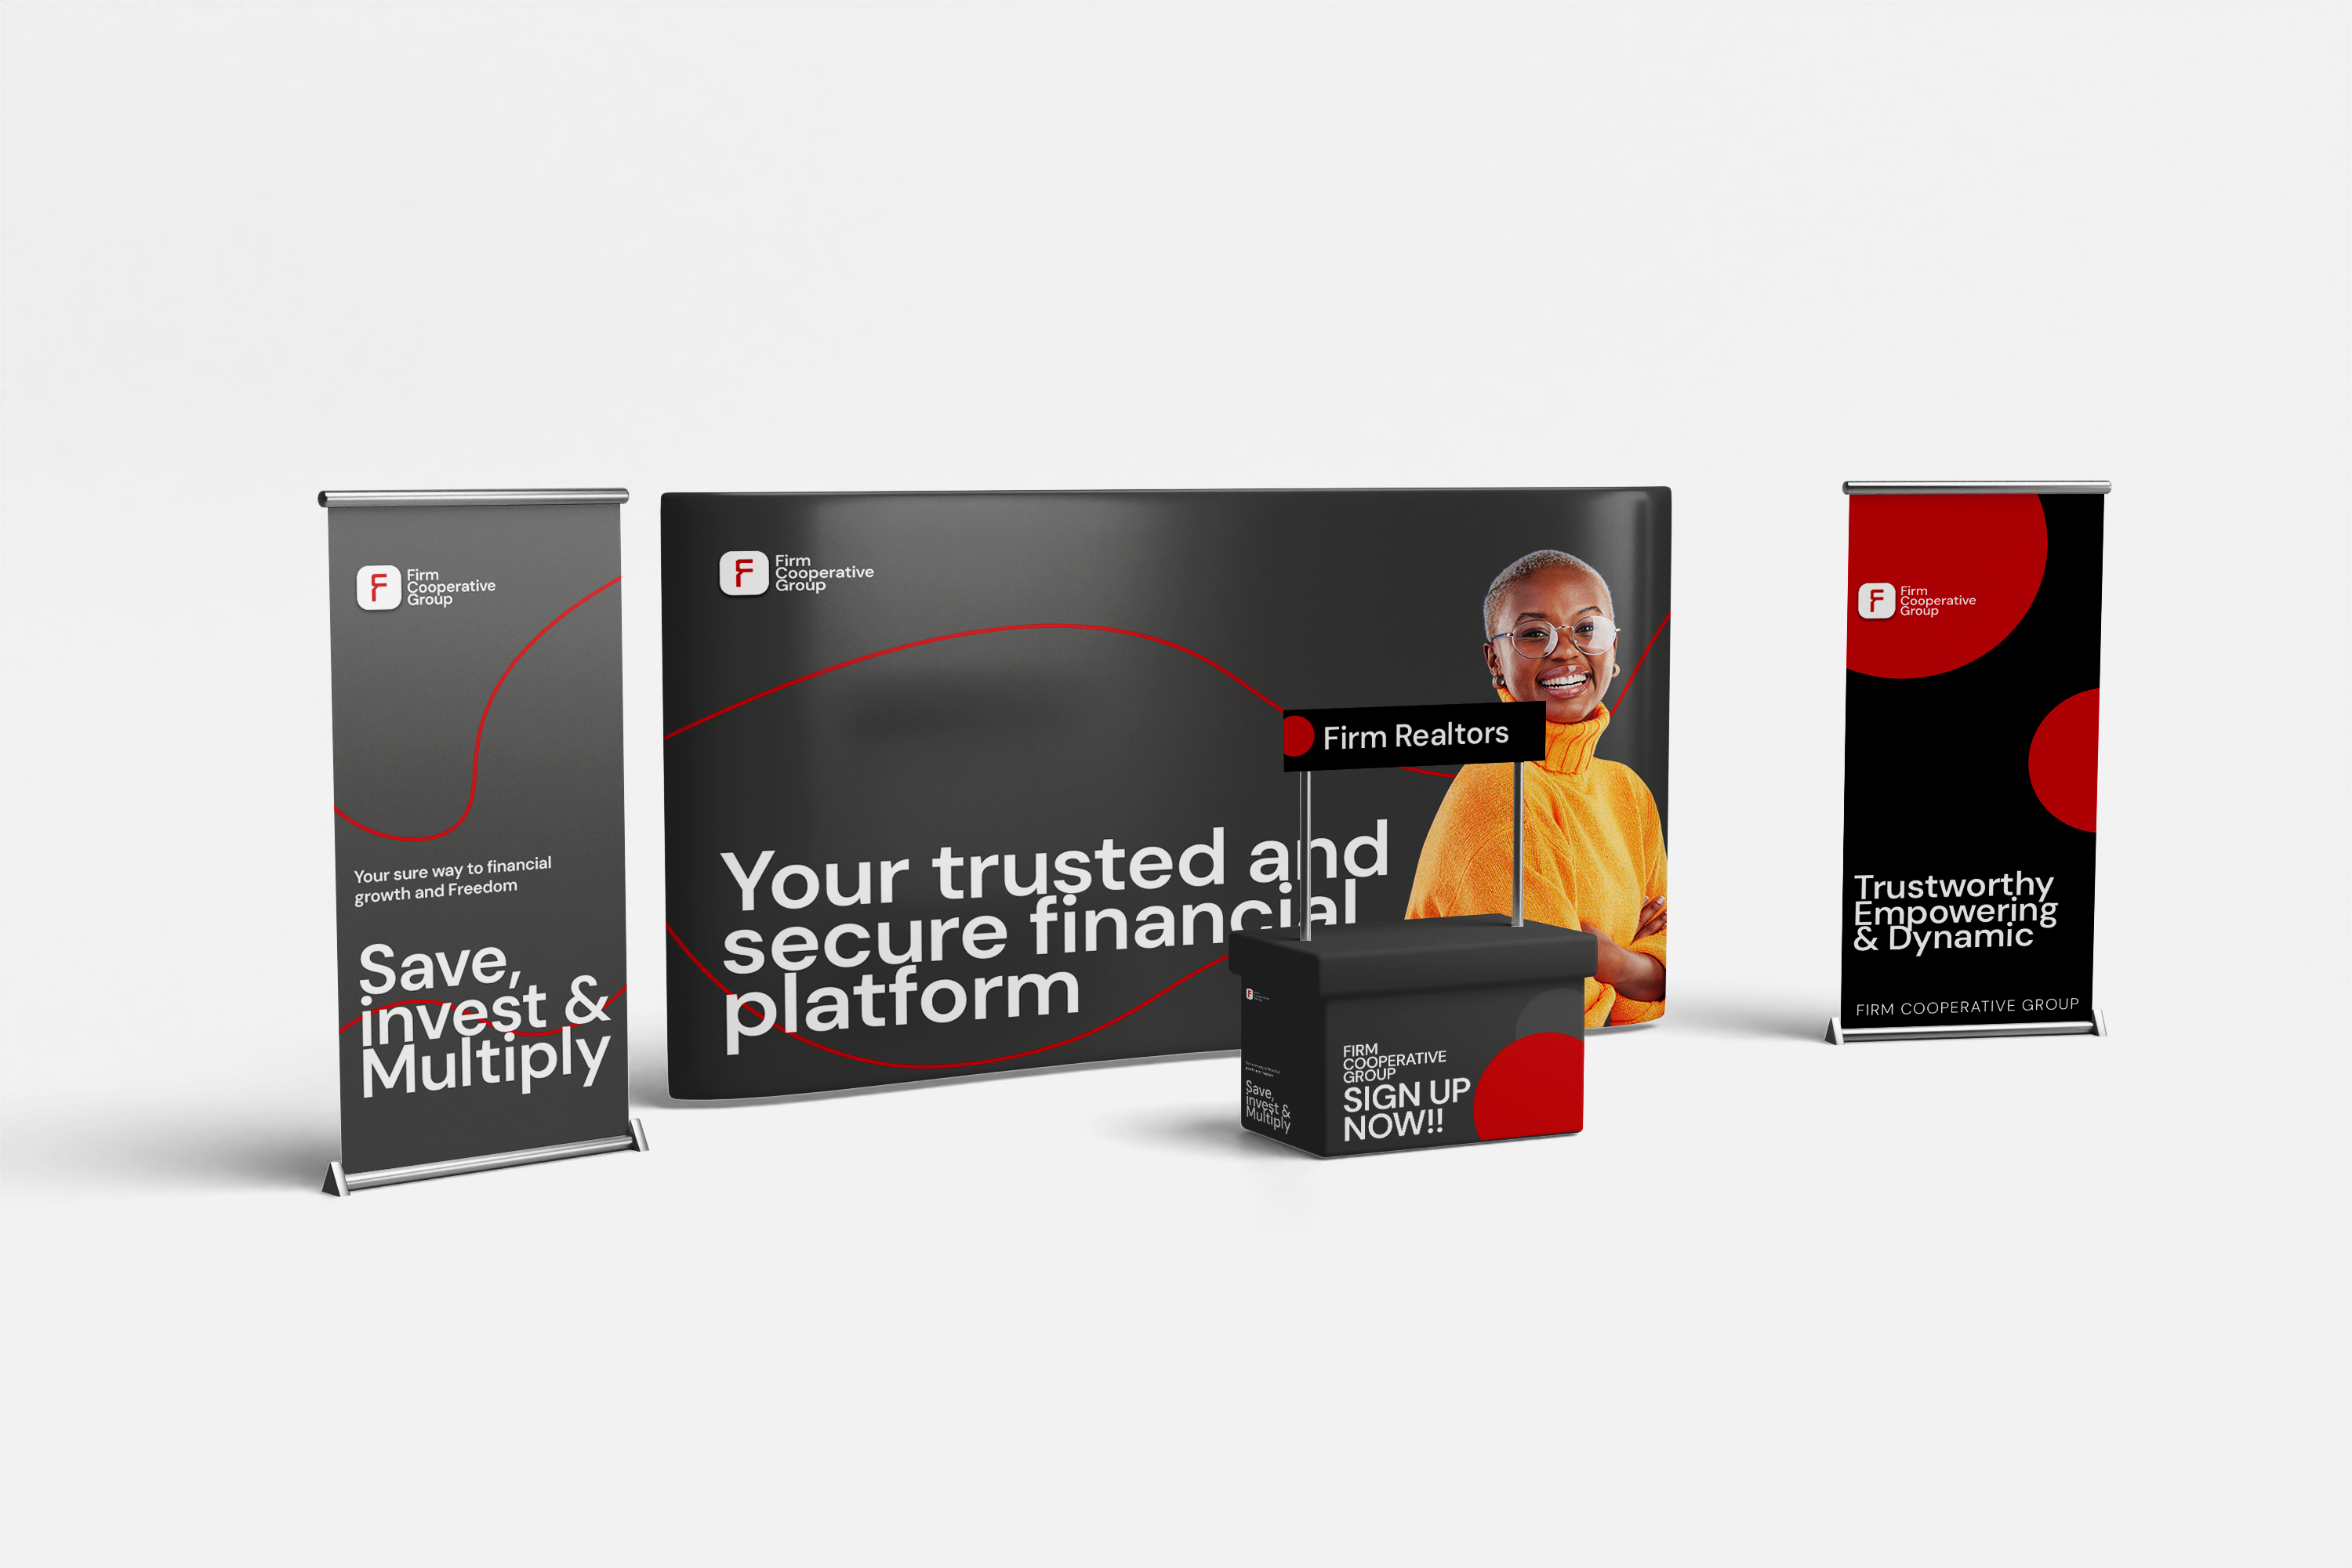 F
Firm
Cooperative
Group
Your sure way to financial
growth and Freedom
Save,
invest &
Multiply
F
Firm
Cooperative
Group
Your trusted and
secure financial
platform
Firm Realtors
Save,
invest &
Multiply
FIRM
COOPERATIVE
GROUP
SIGN UP
NOW!!
F
Firm
Cooperative
Group
Trustworthy
Empowering
& Dynamic
FIRM COOPERATIVE GROUP